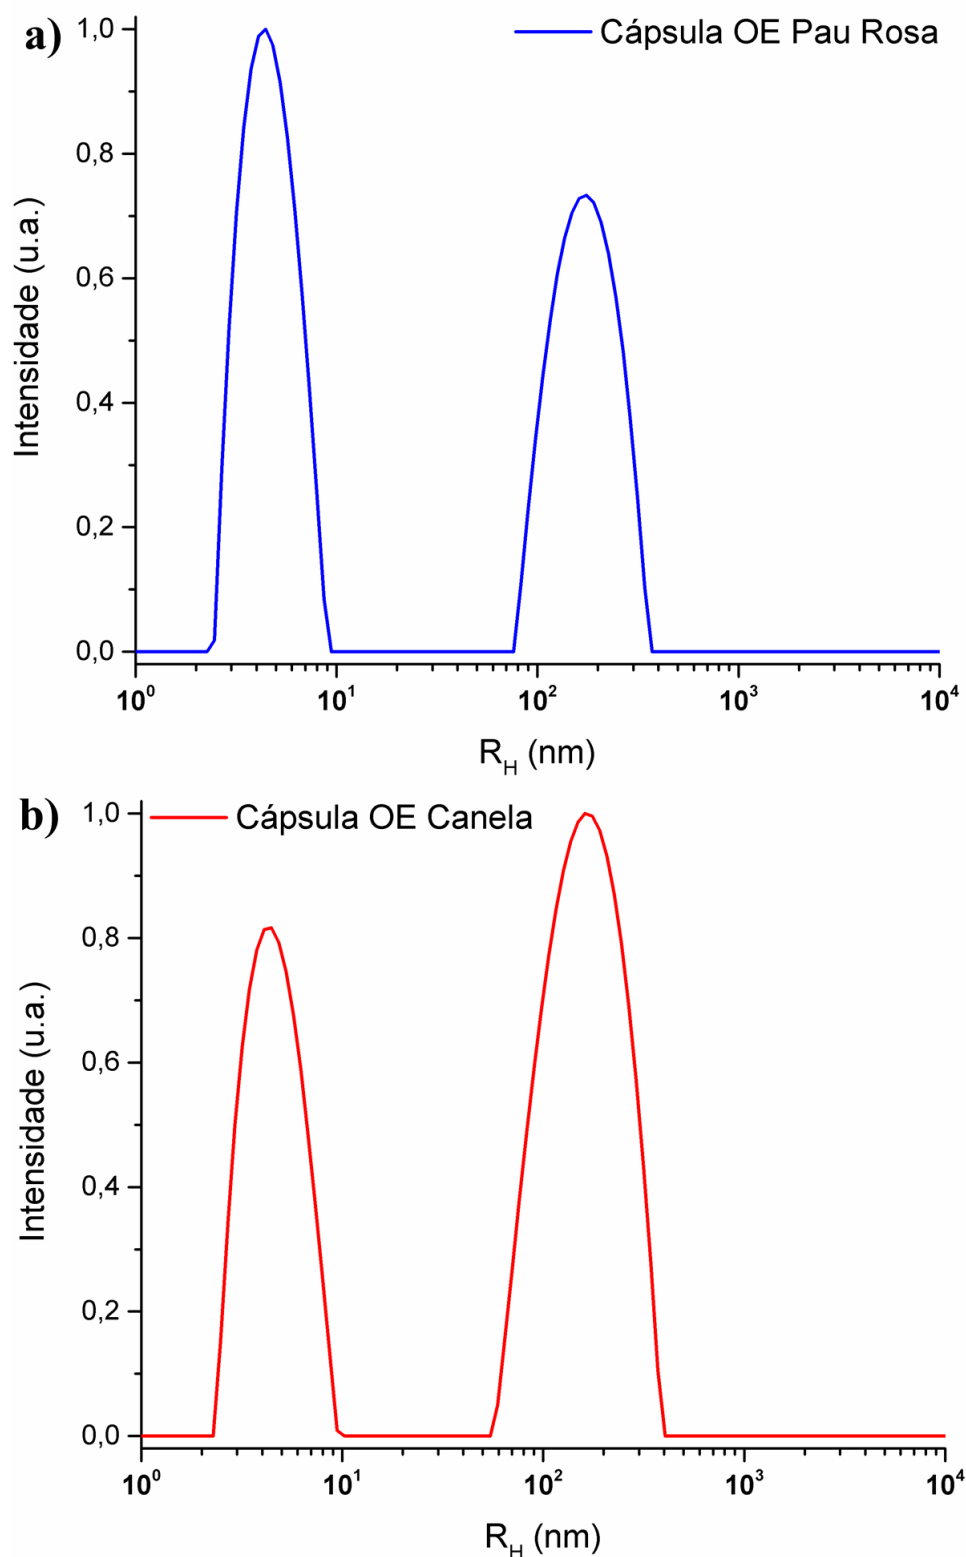 a)
Cápsula OE Pau Rosa
1,0
0,8
0,6
0,4
0,2
0,0
Intensidade (u.a.)
10⁰ 10¹ 10² 10³ 10⁴
R_H (nm)
b)
Cápsula OE Canela
1,0
0,8
0,6
0,4
0,2
0,0
Intensidade (u.a.)
10⁰ 10¹ 10² 10³ 10⁴
R_H (nm)